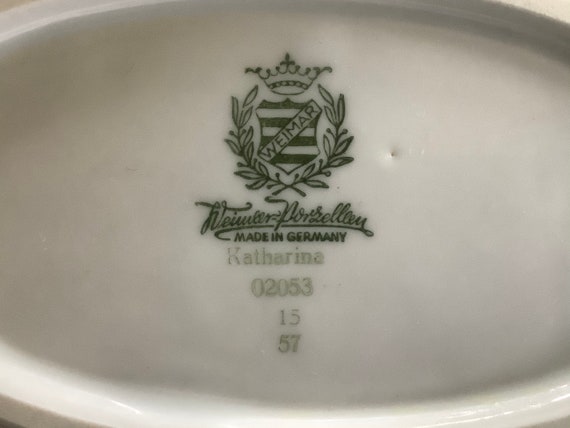 WEIMAR
Weimar-Porzellan
MADE IN GERMANY
Katharina
02053
15
57